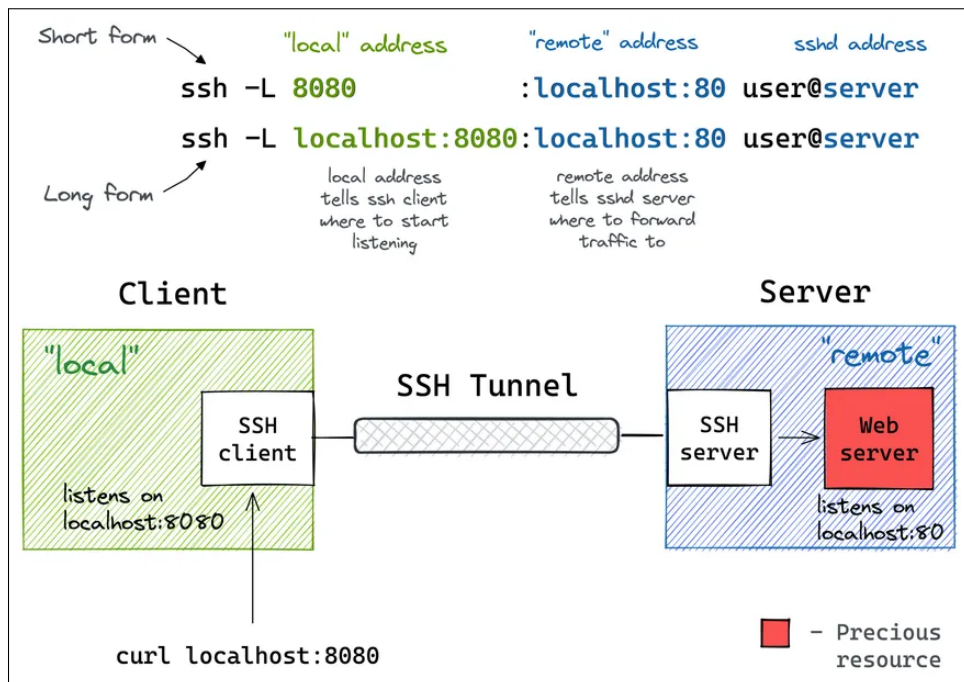 Short form
"local" address
"remote" address
sshd address
ssh -L 8080 :localhost:80 user@server
ssh -L localhost:8080:localhost:80 user@server
Long form
local address
tells ssh client
where to start
listening
remote address
tells sshd server
where to forward
traffic to
Client
Server
"local"
"remote"
SSH Tunnel
SSH
client
SSH
server
Web
server
listens on
localhost:8080
listens on
localhost:80
curl localhost:8080
- Precious
resource